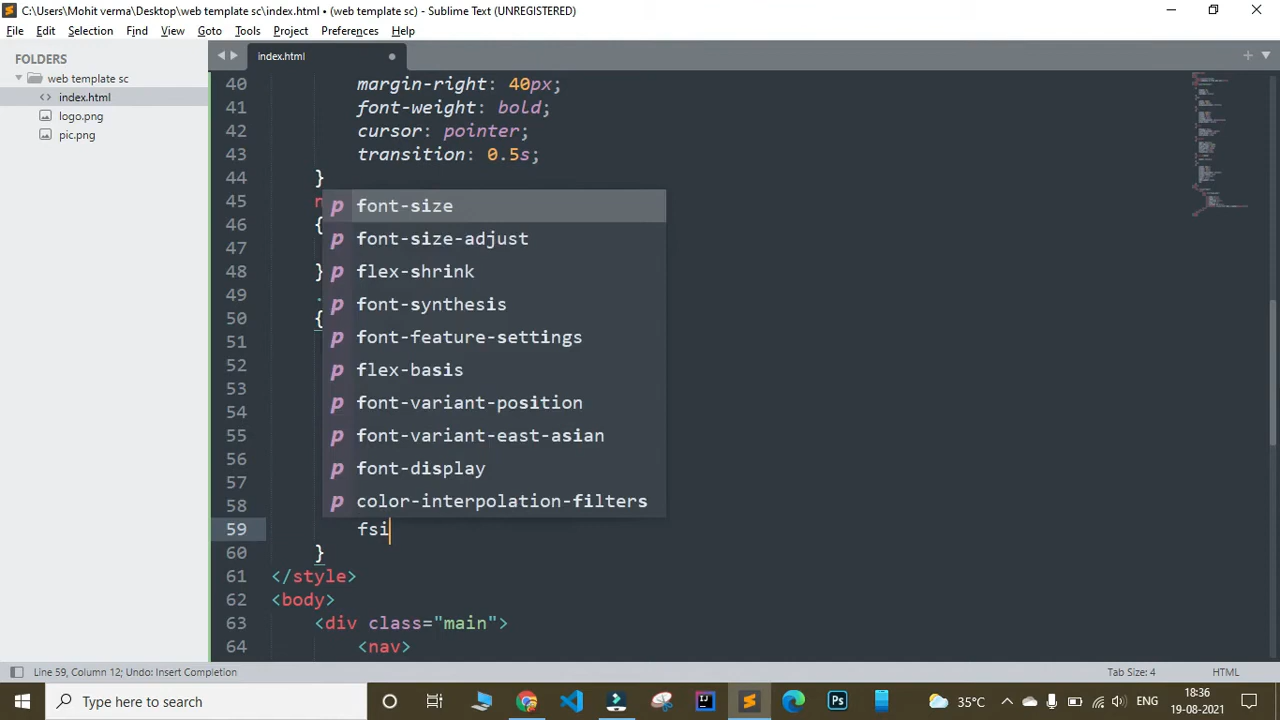 C:\Users\Mohit verma\Desktop\web template sc\index.html • (web template sc) - Sublime Text (UNREGISTERED)
File Edit Selection Find View Goto Tools Project Preferences Help
FOLDERS
web template sc
index.html
logo.png
pic.png
index.html
40 margin-right: 40px;
41 font-weight: bold;
42 cursor: pointer;
43 transition: 0.5s;
44 }
45 n
46 {
47
48 }
49 .
50 {
51
52
53
54
55
56
57
58
p font-size
p font-size-adjust
p flex-shrink
p font-synthesis
p font-feature-settings
p flex-basis
p font-variant-position
p font-variant-east-asian
p font-display
p color-interpolation-filters
59 fsi
60 }
61 </style>
62 <body>
63 <div class="main">
64 <nav>
Line 59, Column 12; Undo: Insert Completion
Tab Size: 4
HTML
Type here to search
35°C
ENG
18:36
19-08-2021